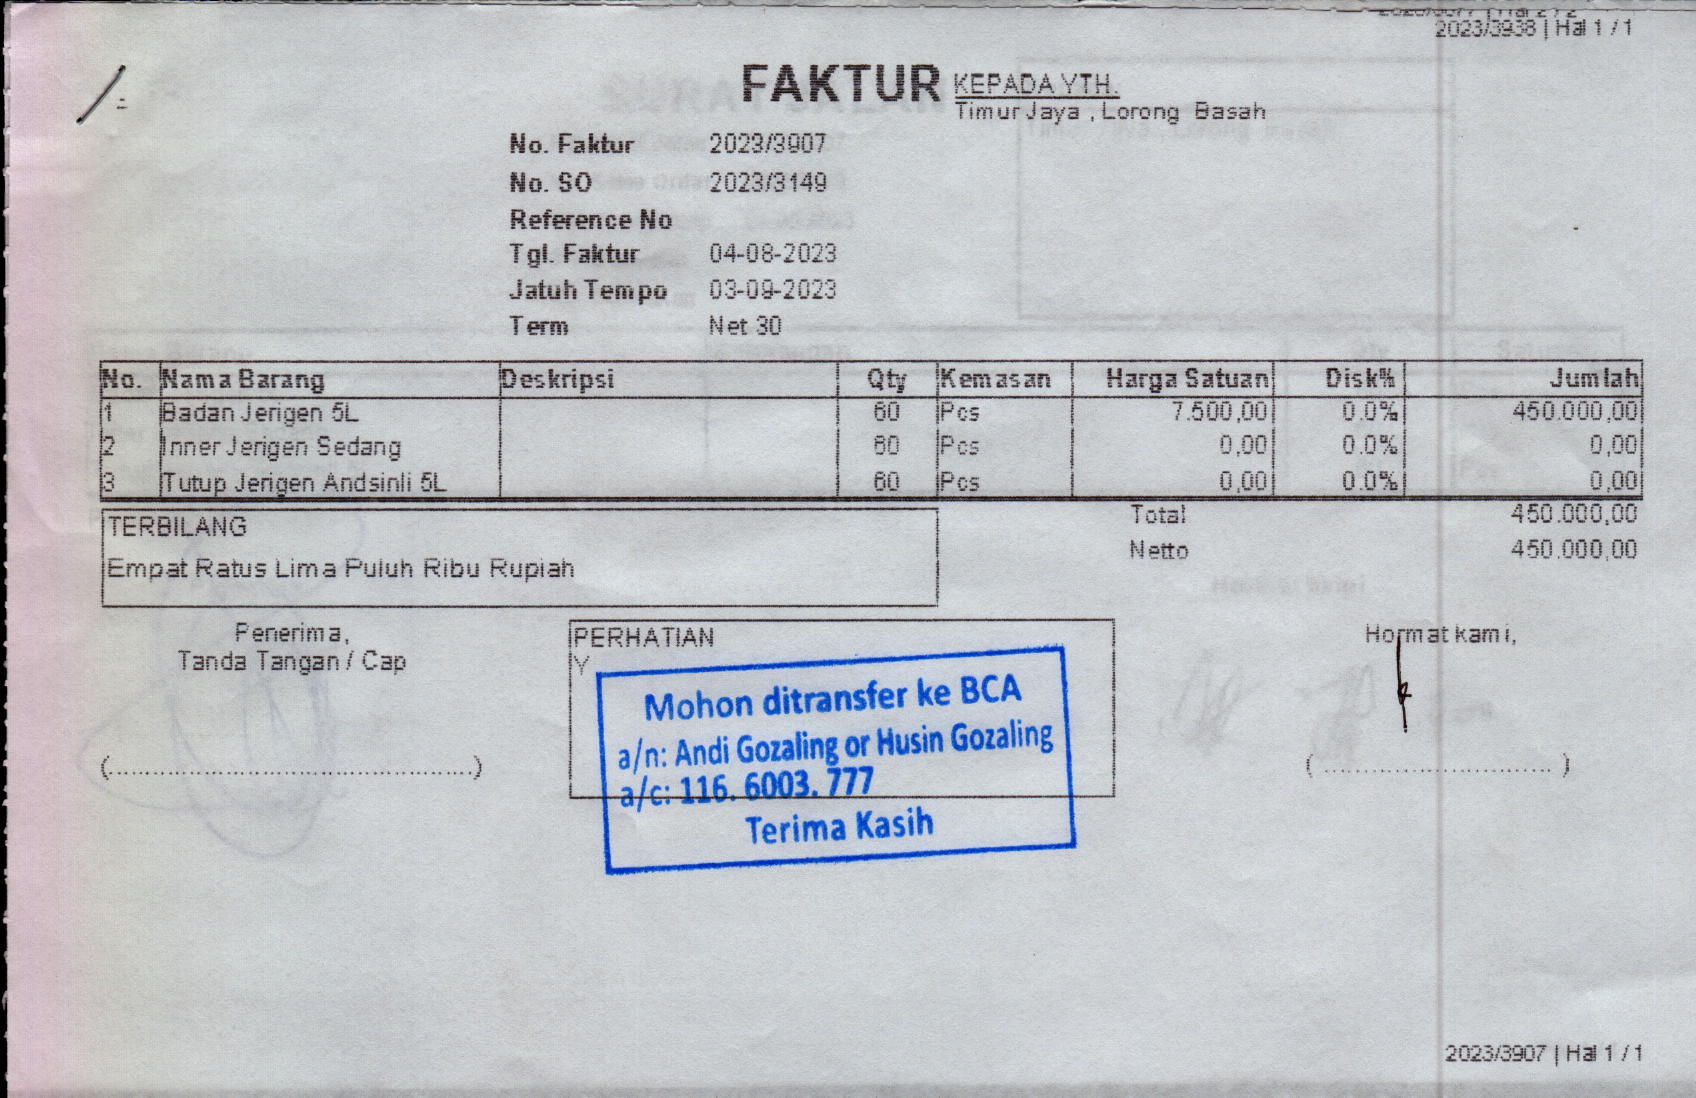 2023/3938 | Hal 1 / 1
FAKTUR
KEPADA YTH.
Timur Jaya , Lorong Basah
No. Faktur 2023/3907
No. SO 2023/3149
Reference No
Tgl. Faktur 04-08-2023
Jatuh Tempo 03-09-2023
Term Net 30
No. Nama Barang Deskripsi Qty Kemasan Harga Satuan Disk% Jumlah
1 Badan Jerigen 5L 60 Pcs 7.500,00 0.0% 450.000,00
2 Inner Jerigen Sedang 60 Pcs 0,00 0.0% 0,00
3 Tutup Jerigen Andsinli 5L 60 Pcs 0,00 0.0% 0,00
Total 450.000,00
Netto 450.000,00
TERBILANG
Empat Ratus Lima Puluh Ribu Rupiah
Penerima,
Tanda Tangan / Cap
(................................................)
PERHATIAN
Y
Mohon ditransfer ke BCA
a/n: Andi Gozaling or Husin Gozaling
a/c: 116. 6003. 777
Terima Kasih
Hormat kami,
( .............................. )
2023/3907 | Hal 1 / 1